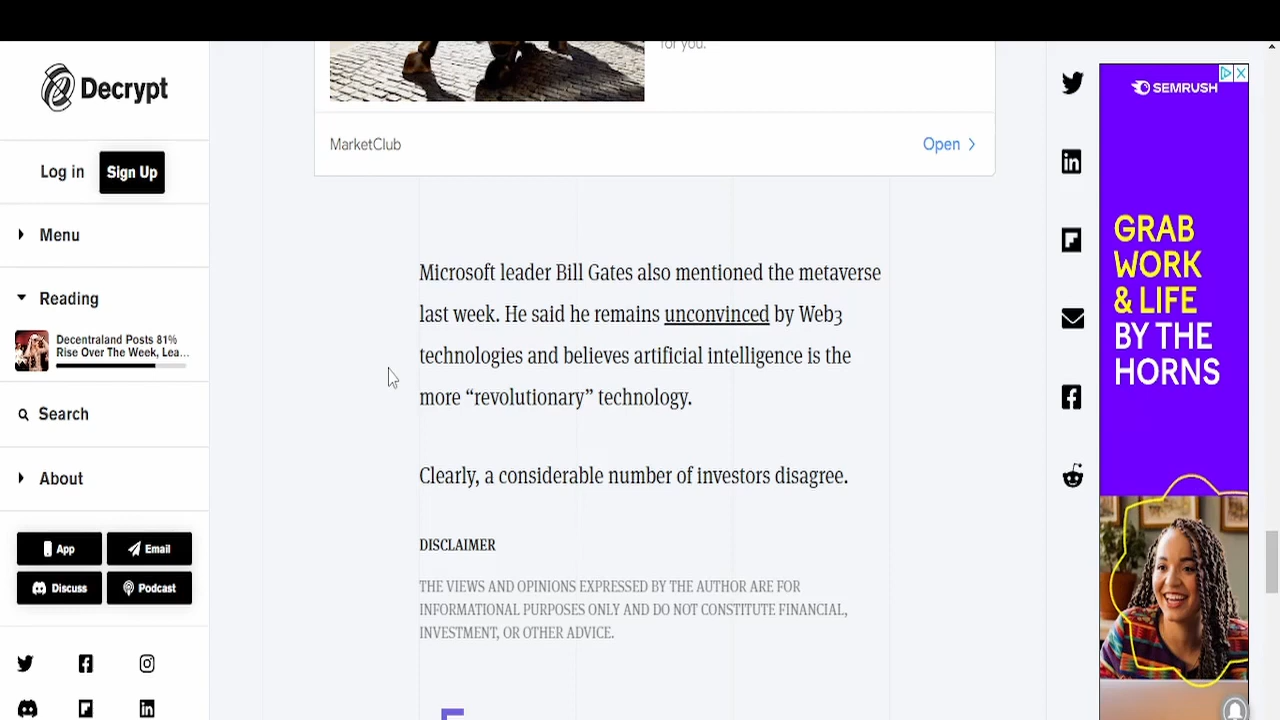 for you.
MarketClub
Open
Decrypt
Log in
Sign Up
Menu
Reading
Decentraland Posts 81%
Rise Over The Week, Lea...
Search
About
App
Email
Discuss
Podcast
Microsoft leader Bill Gates also mentioned the metaverse
last week. He said he remains unconvinced by Web3
technologies and believes artificial intelligence is the
more “revolutionary” technology.
Clearly, a considerable number of investors disagree.
DISCLAIMER
THE VIEWS AND OPINIONS EXPRESSED BY THE AUTHOR ARE FOR
INFORMATIONAL PURPOSES ONLY AND DO NOT CONSTITUTE FINANCIAL,
INVESTMENT, OR OTHER ADVICE.
SEMRUSH
GRAB
WORK
& LIFE
BY THE
HORNS